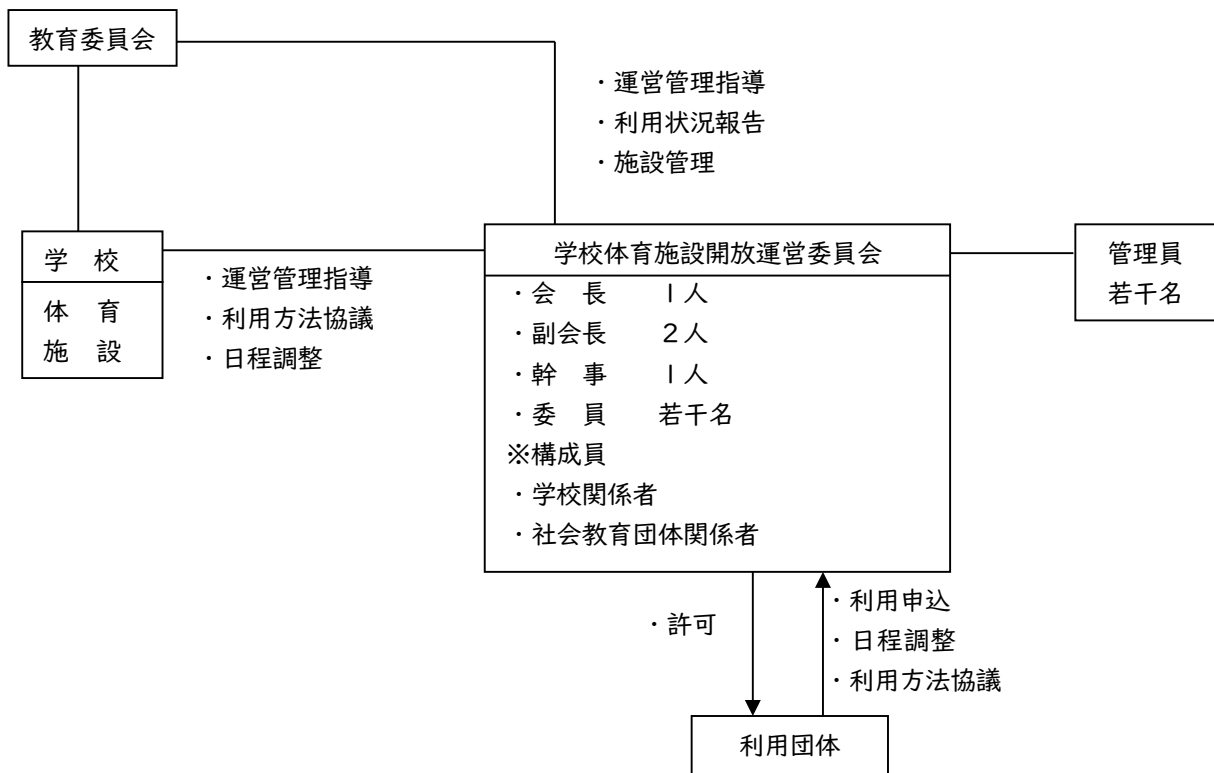 教育委員会
・運営管理指導
・利用状況報告
・施設管理
学　校
体　育
施　設
・運営管理指導
・利用方法協議
・日程調整
学校体育施設開放運営委員会
・会　長　　1人
・副会長　　2人
・幹　事　　1人
・委　員　　若干名
※構成員
・学校関係者
・社会教育団体関係者
管理員
若干名
・許可
・利用申込
・日程調整
・利用方法協議
利用団体